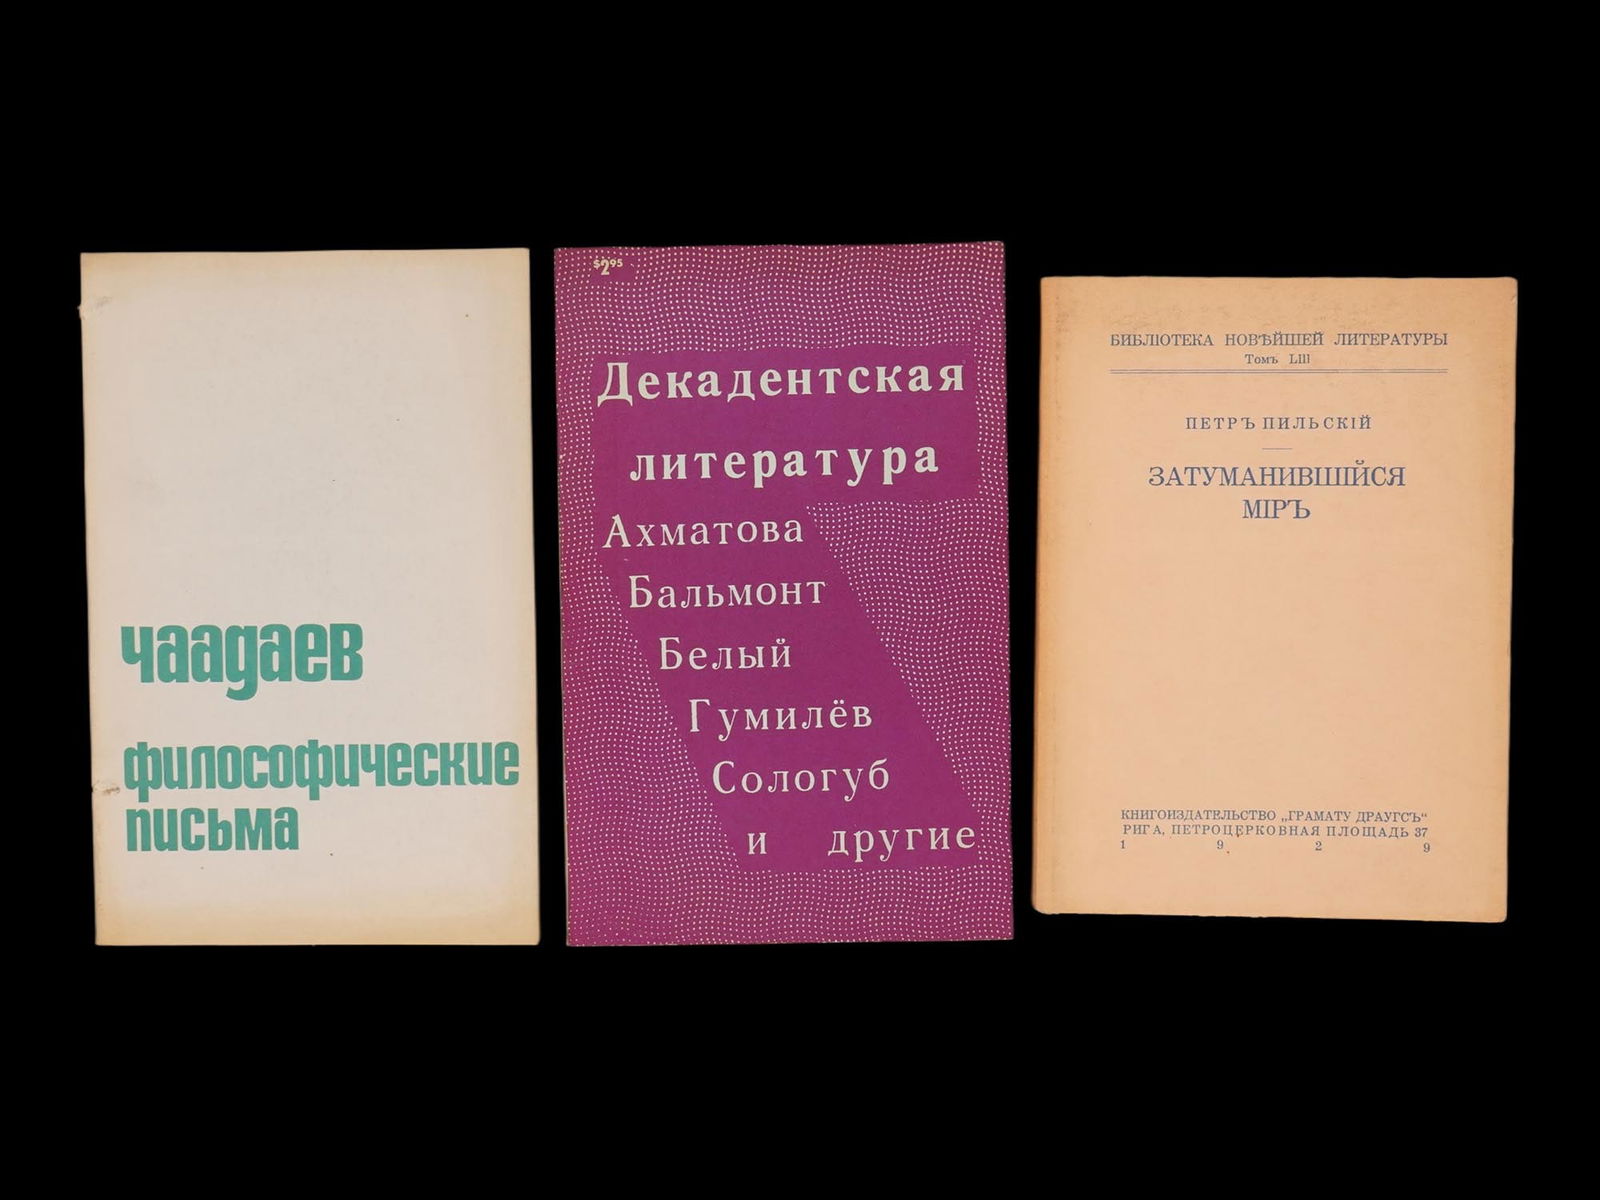 чаадаев
философические
письма
$2.95
Декадентская
литература
Ахматова
Бальмонт
Белый
Гумилёв
Сологуб
и другие
БИБЛІОТЕКА НОВѢЙШЕЙ ЛИТЕРАТУРЫ
Томъ LIII
ПЕТРЪ ПИЛЬСКІЙ
ЗАТУМАНИВШІЙСЯ
МІРЪ
КНИГОИЗДАТЕЛЬСТВО „ГРАМАТУ ДРАУГСЪ“
РИГА, ПЕТРОЦЕРКОВНАЯ ПЛОЩАДЬ 37
1 9 2 9